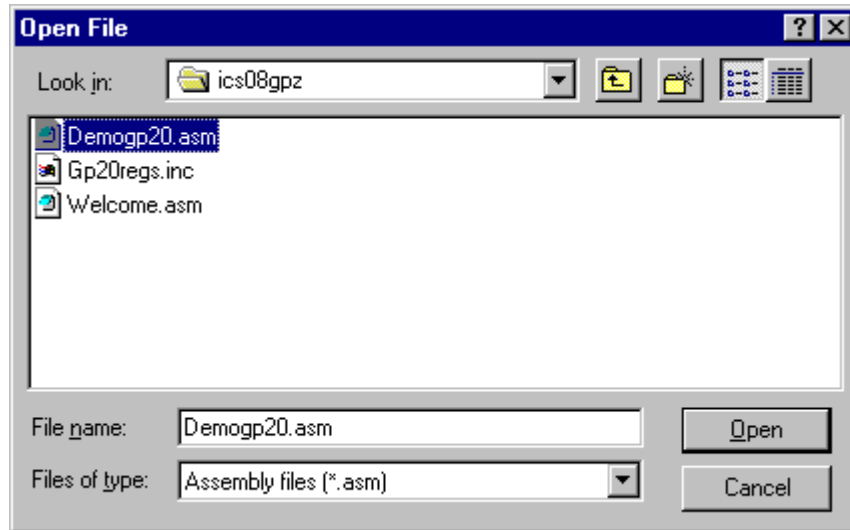 Open File
Look in: ics08gpz
Demogp20.asm
Gp20regs.inc
Welcome.asm
File name: Demogp20.asm Open
Files of type: Assembly files (*.asm) Cancel